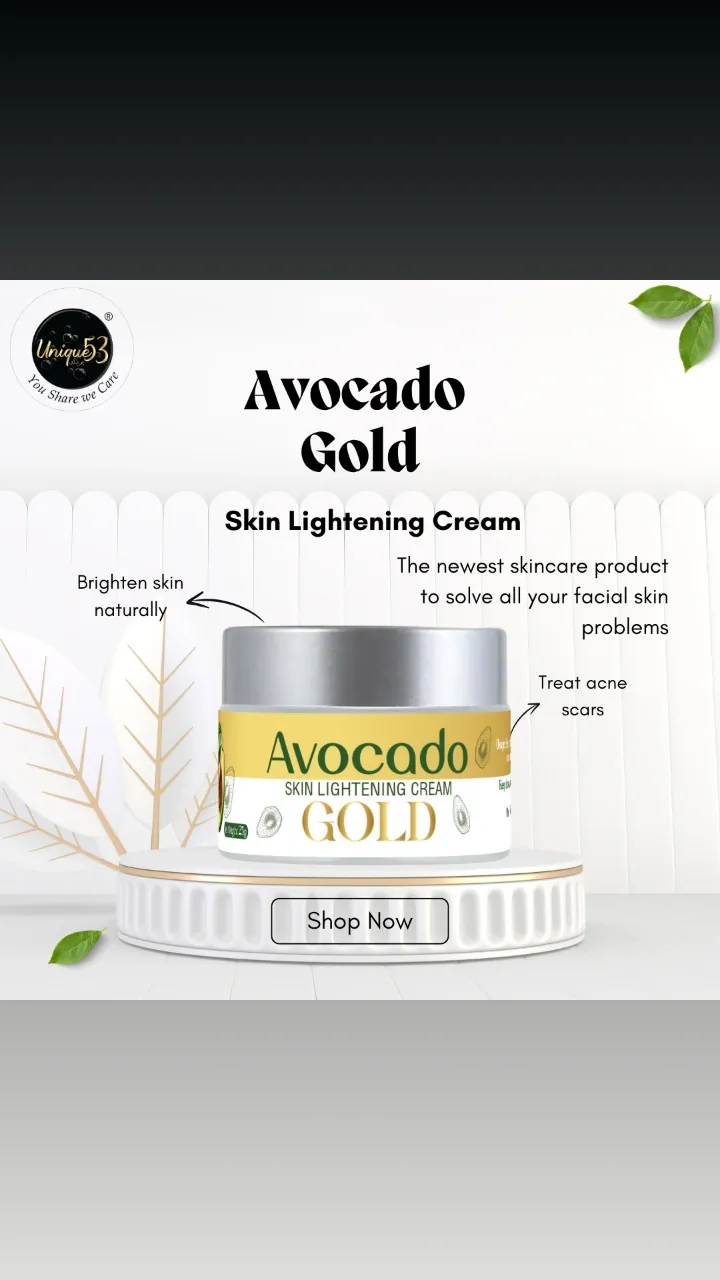 Unique53
®
You Share we Care
Avocado
Gold
Skin Lightening Cream
The newest skincare product
to solve all your facial skin
problems
Brighten skin
naturally
Treat acne
scars
Avocado
SKIN LIGHTENING CREAM
GOLD
Shop Now